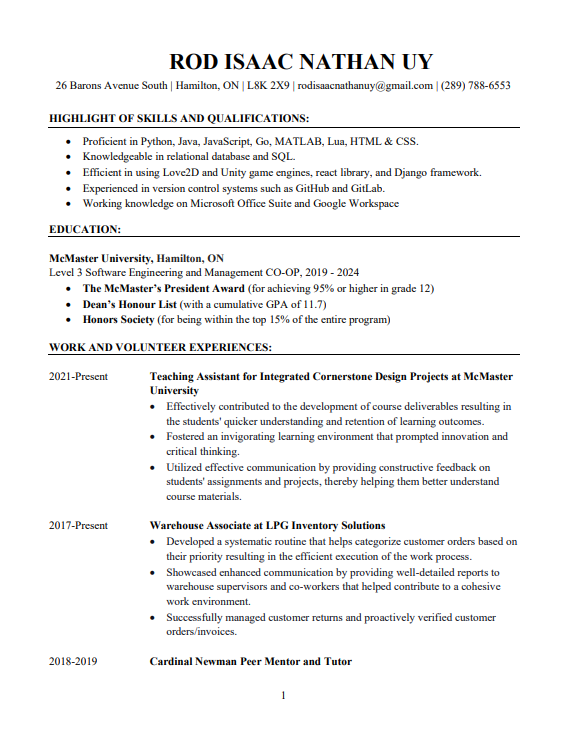 ROD ISAAC NATHAN UY
26 Barons Avenue South | Hamilton, ON | L8K 2X9 | rodisaacnathanuy@gmail.com | (289) 788-6553
HIGHLIGHT OF SKILLS AND QUALIFICATIONS:
• Proficient in Python, Java, JavaScript, Go, MATLAB, Lua, HTML & CSS.
• Knowledgeable in relational database and SQL.
• Efficient in using Love2D and Unity game engines, react library, and Django framework.
• Experienced in version control systems such as GitHub and GitLab.
• Working knowledge on Microsoft Office Suite and Google Workspace
EDUCATION:
McMaster University, Hamilton, ON
Level 3 Software Engineering and Management CO-OP, 2019 - 2024
• The McMaster's President Award (for achieving 95% or higher in grade 12)
• Dean's Honour List (with a cumulative GPA of 11.7)
• Honors Society (for being within the top 15% of the entire program)
WORK AND VOLUNTEER EXPERIENCES:
2021-Present Teaching Assistant for Integrated Cornerstone Design Projects at McMaster
University
• Effectively contributed to the development of course deliverables resulting in
the students' quicker understanding and retention of learning outcomes.
• Fostered an invigorating learning environment that prompted innovation and
critical thinking.
• Utilized effective communication by providing constructive feedback on
students' assignments and projects, thereby helping them better understand
course materials.
2017-Present Warehouse Associate at LPG Inventory Solutions
• Developed a systematic routine that helps categorize customer orders based on
their priority resulting in the efficient execution of the work process.
• Showcased enhanced communication by providing well-detailed reports to
warehouse supervisors and co-workers that helped contribute to a cohesive
work environment.
• Successfully managed customer returns and proactively verified customer
orders/invoices.
2018-2019 Cardinal Newman Peer Mentor and Tutor
1